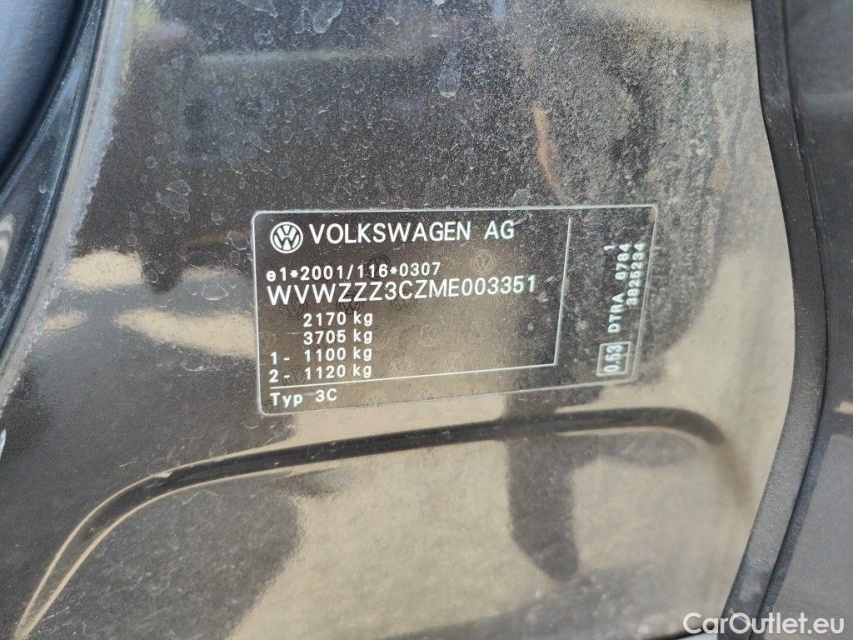 VOLKSWAGEN AG
e1*2001/116*0307
WVWZZZ3CZME003351
2170 kg
3705 kg
1- 1100 kg
2- 1120 kg
Typ 3C
1
DTRA 6784
3825234
0.53
CarOutlet.eu